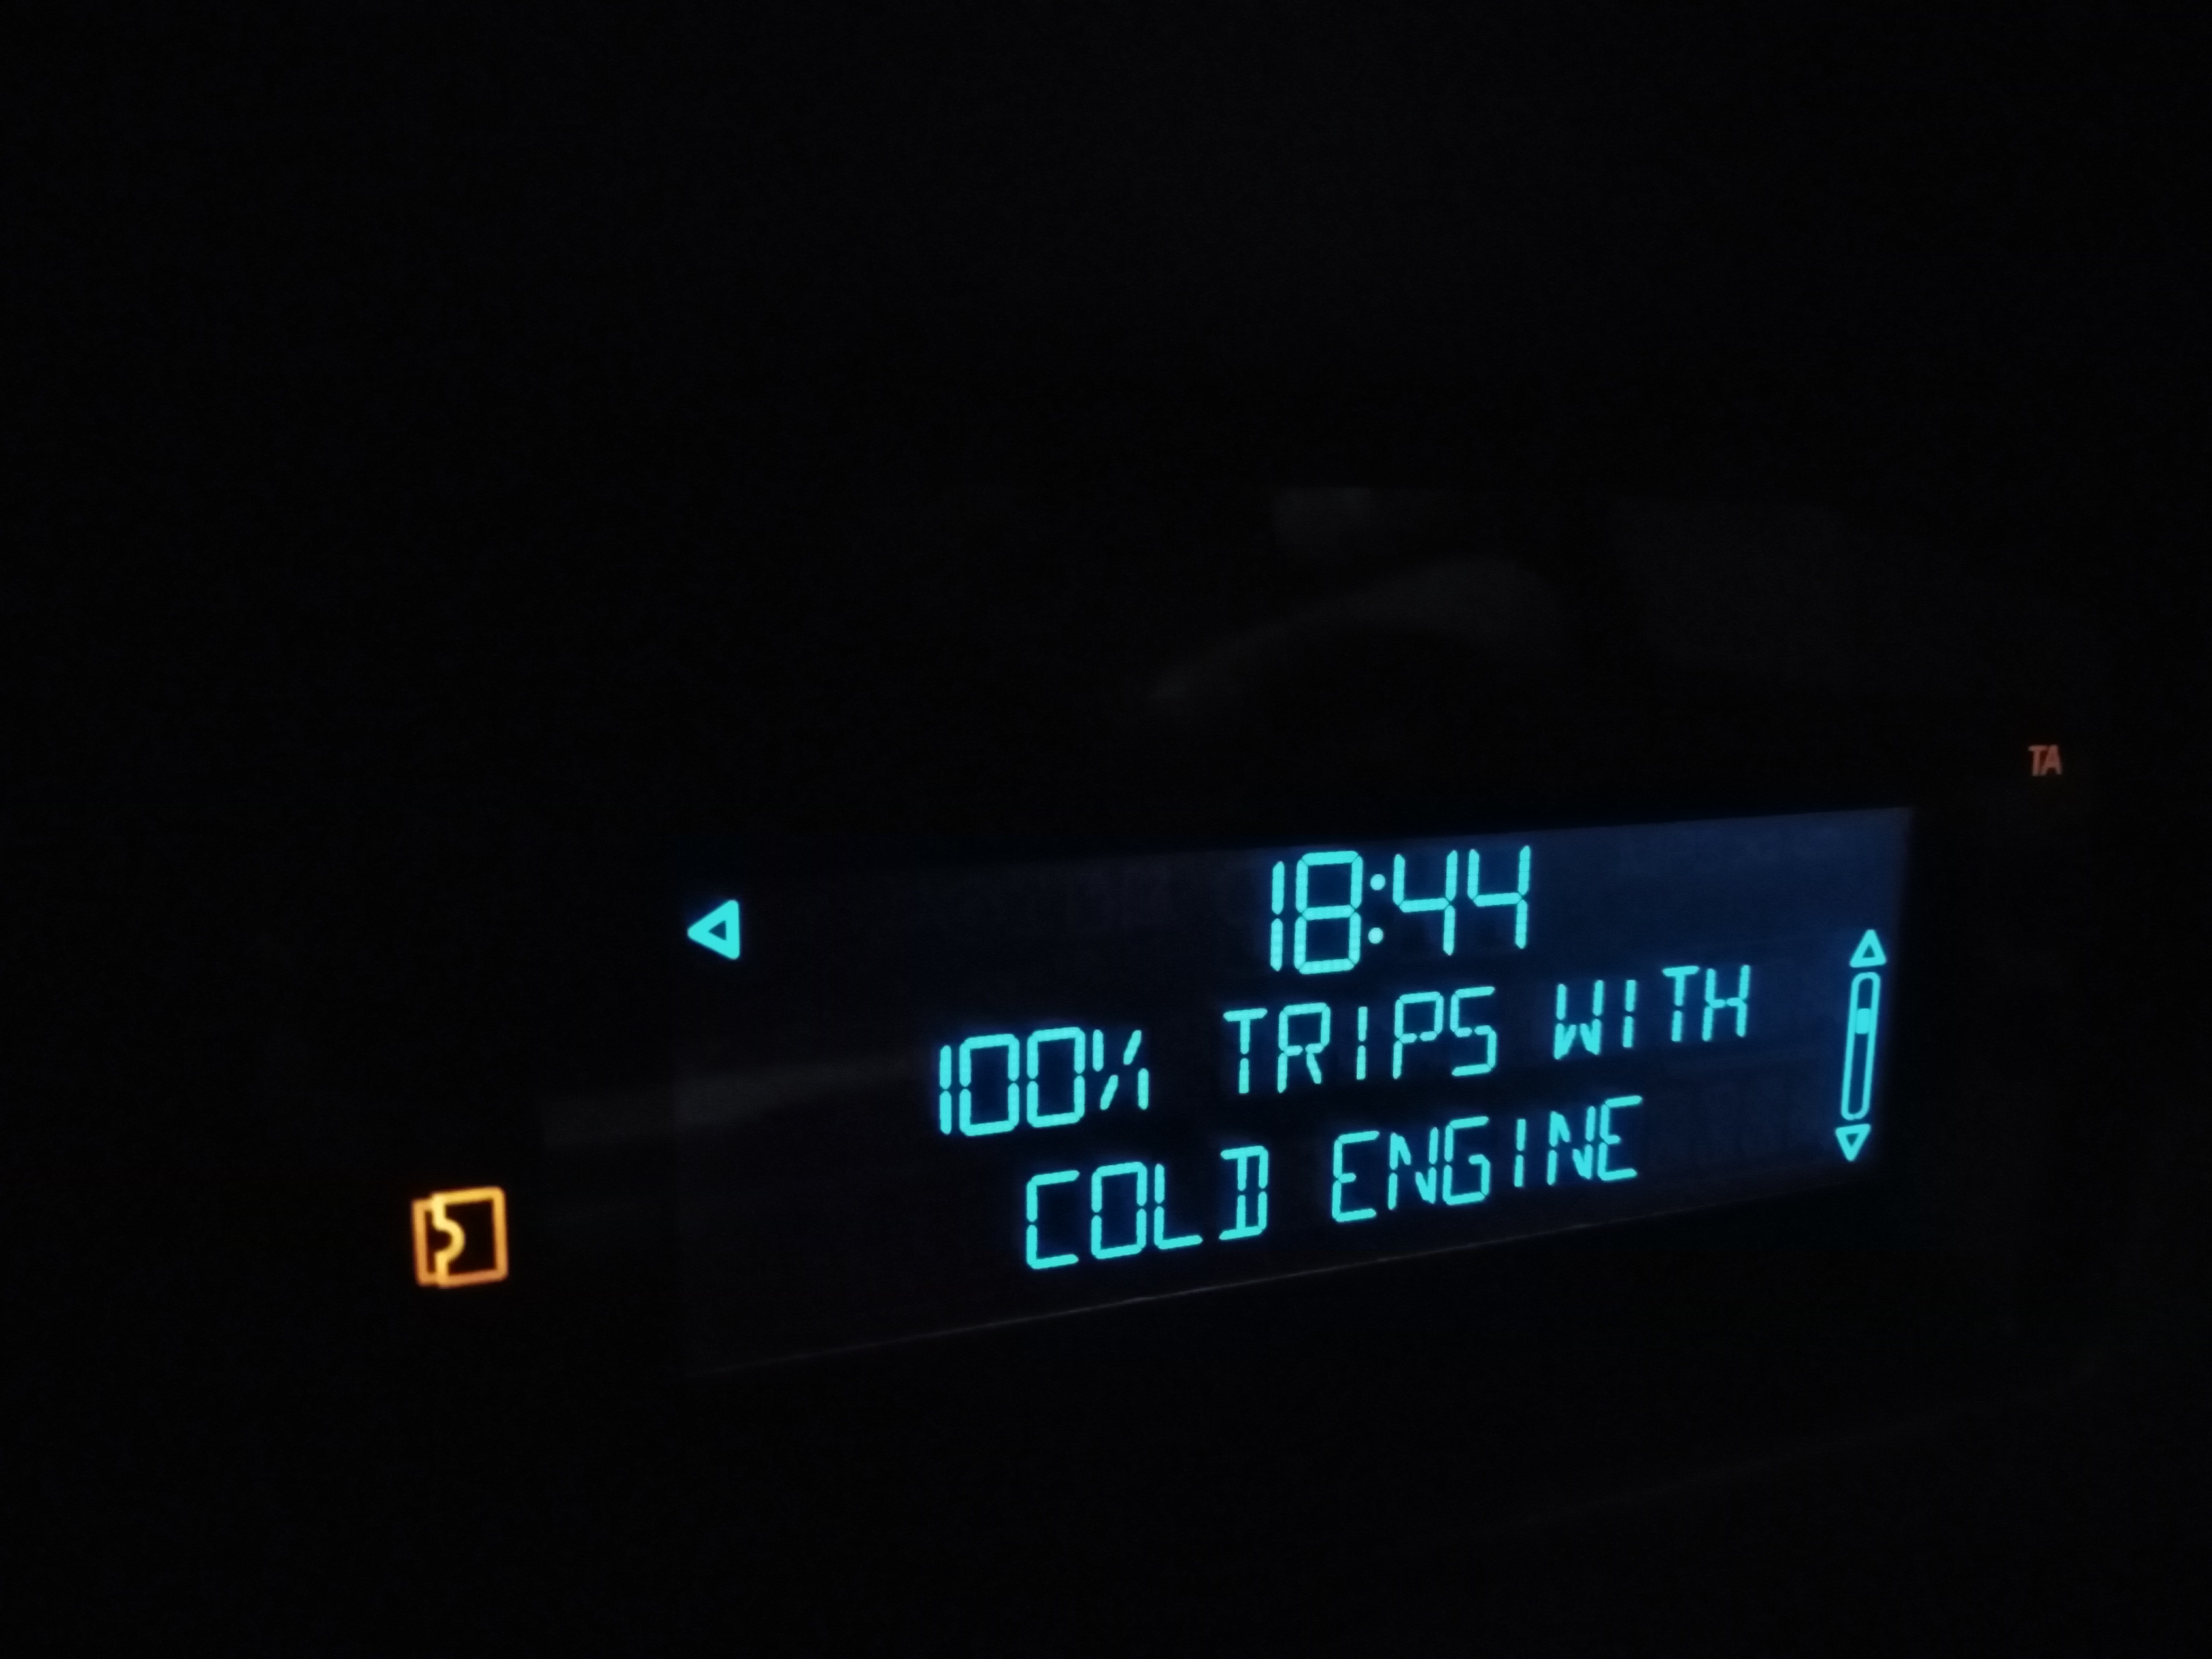 TA
18:44
100% TRIPS WITH
COLD ENGINE